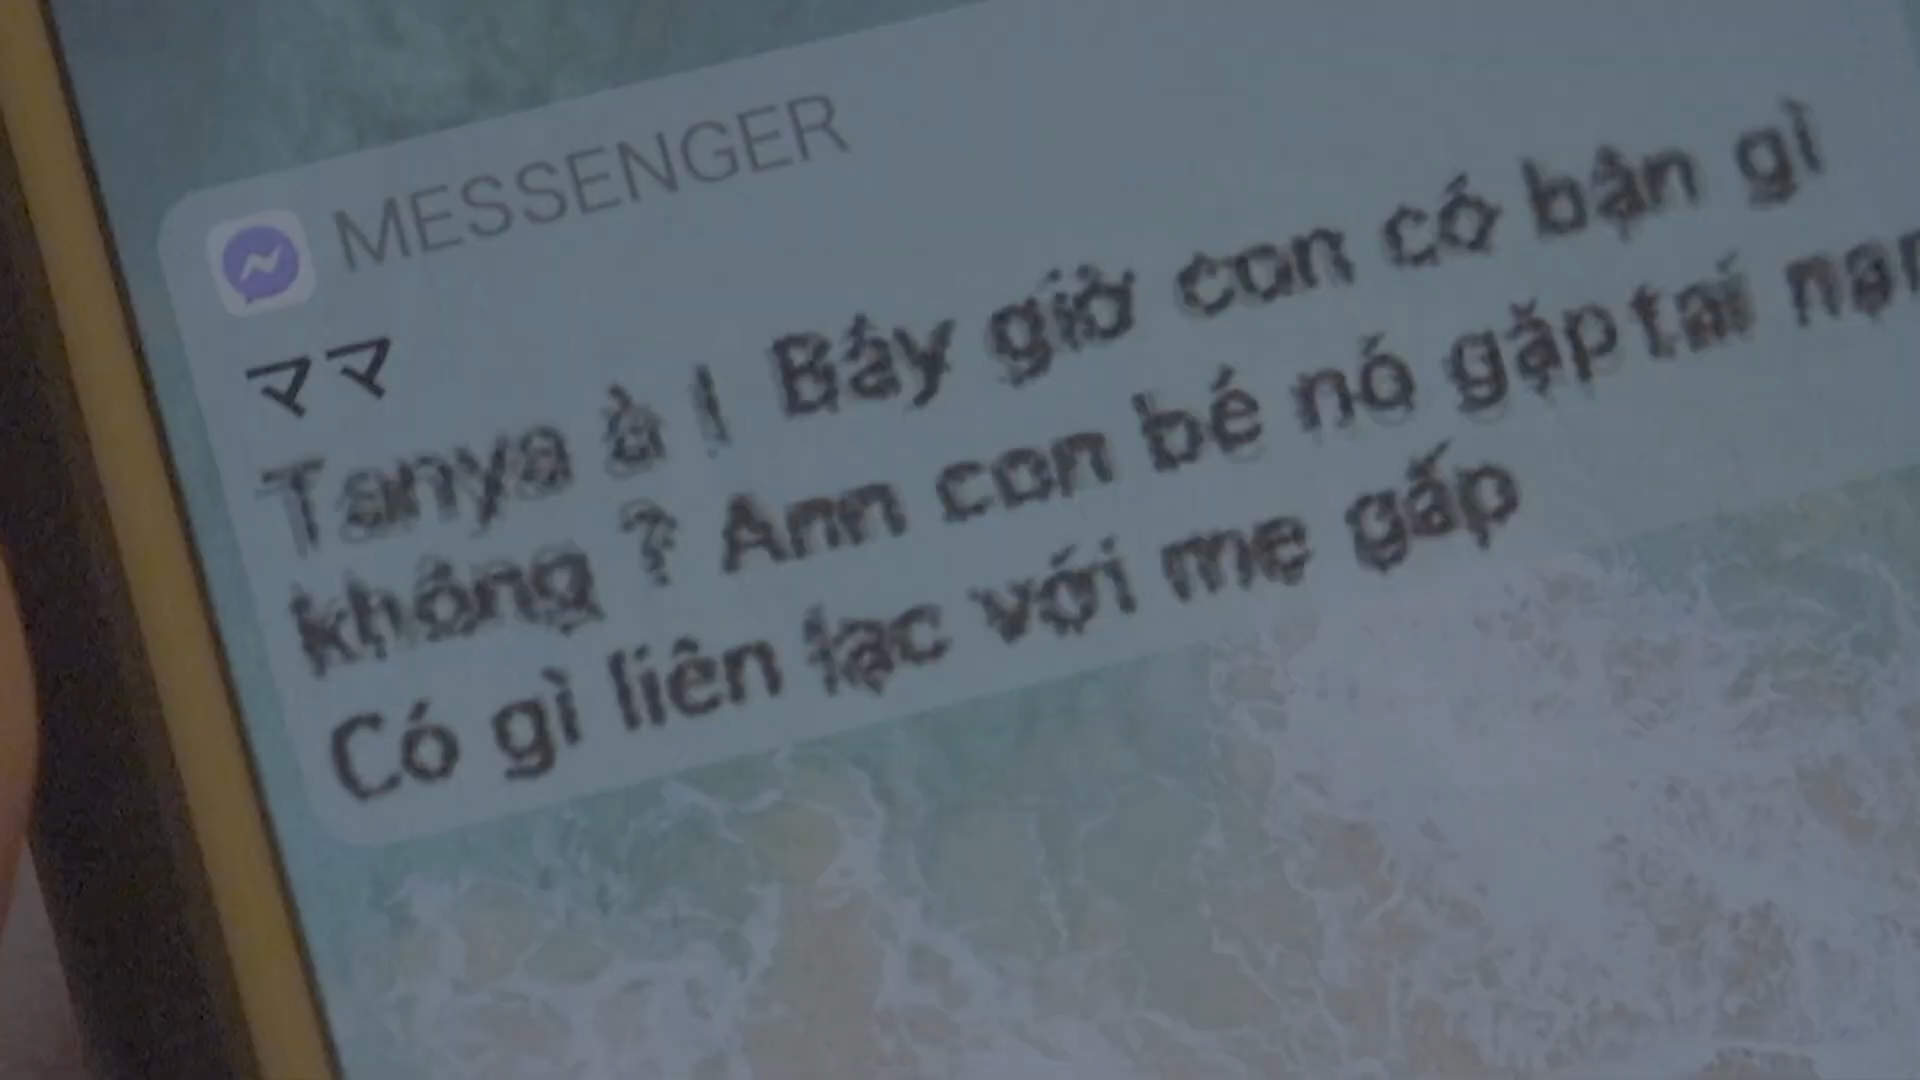 MESSENGER
ママ
Tanya à ! Bây giờ con có bận gì
không ? Ann con bé nó gặp tai nạn
Có gì liên lạc với mẹ gấp